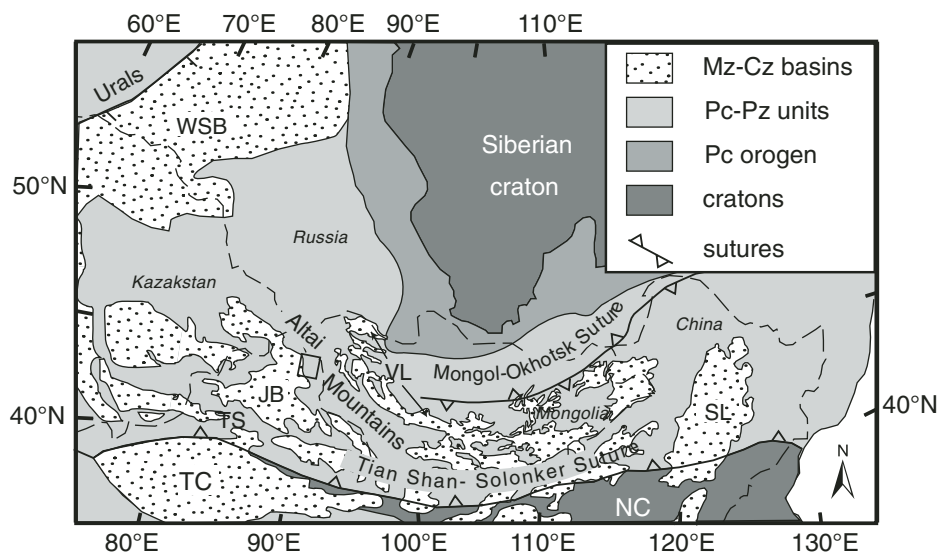 60°E 70°E 80°E 90°E 110°E
Mz-Cz basins
Pc-Pz units
Pc orogen
cratons
sutures
Urals
WSB
Siberian
craton
50°N
Russia
Kazakstan
China
Altai
Mountains
VL
Mongol-Okhotsk Suture
Mongolia
JB
SL
40°N
40°N
TS
Tian Shan- Solonker Suture
TC
NC
N
80°E 90°E 100°E 110°E 120°E 130°E